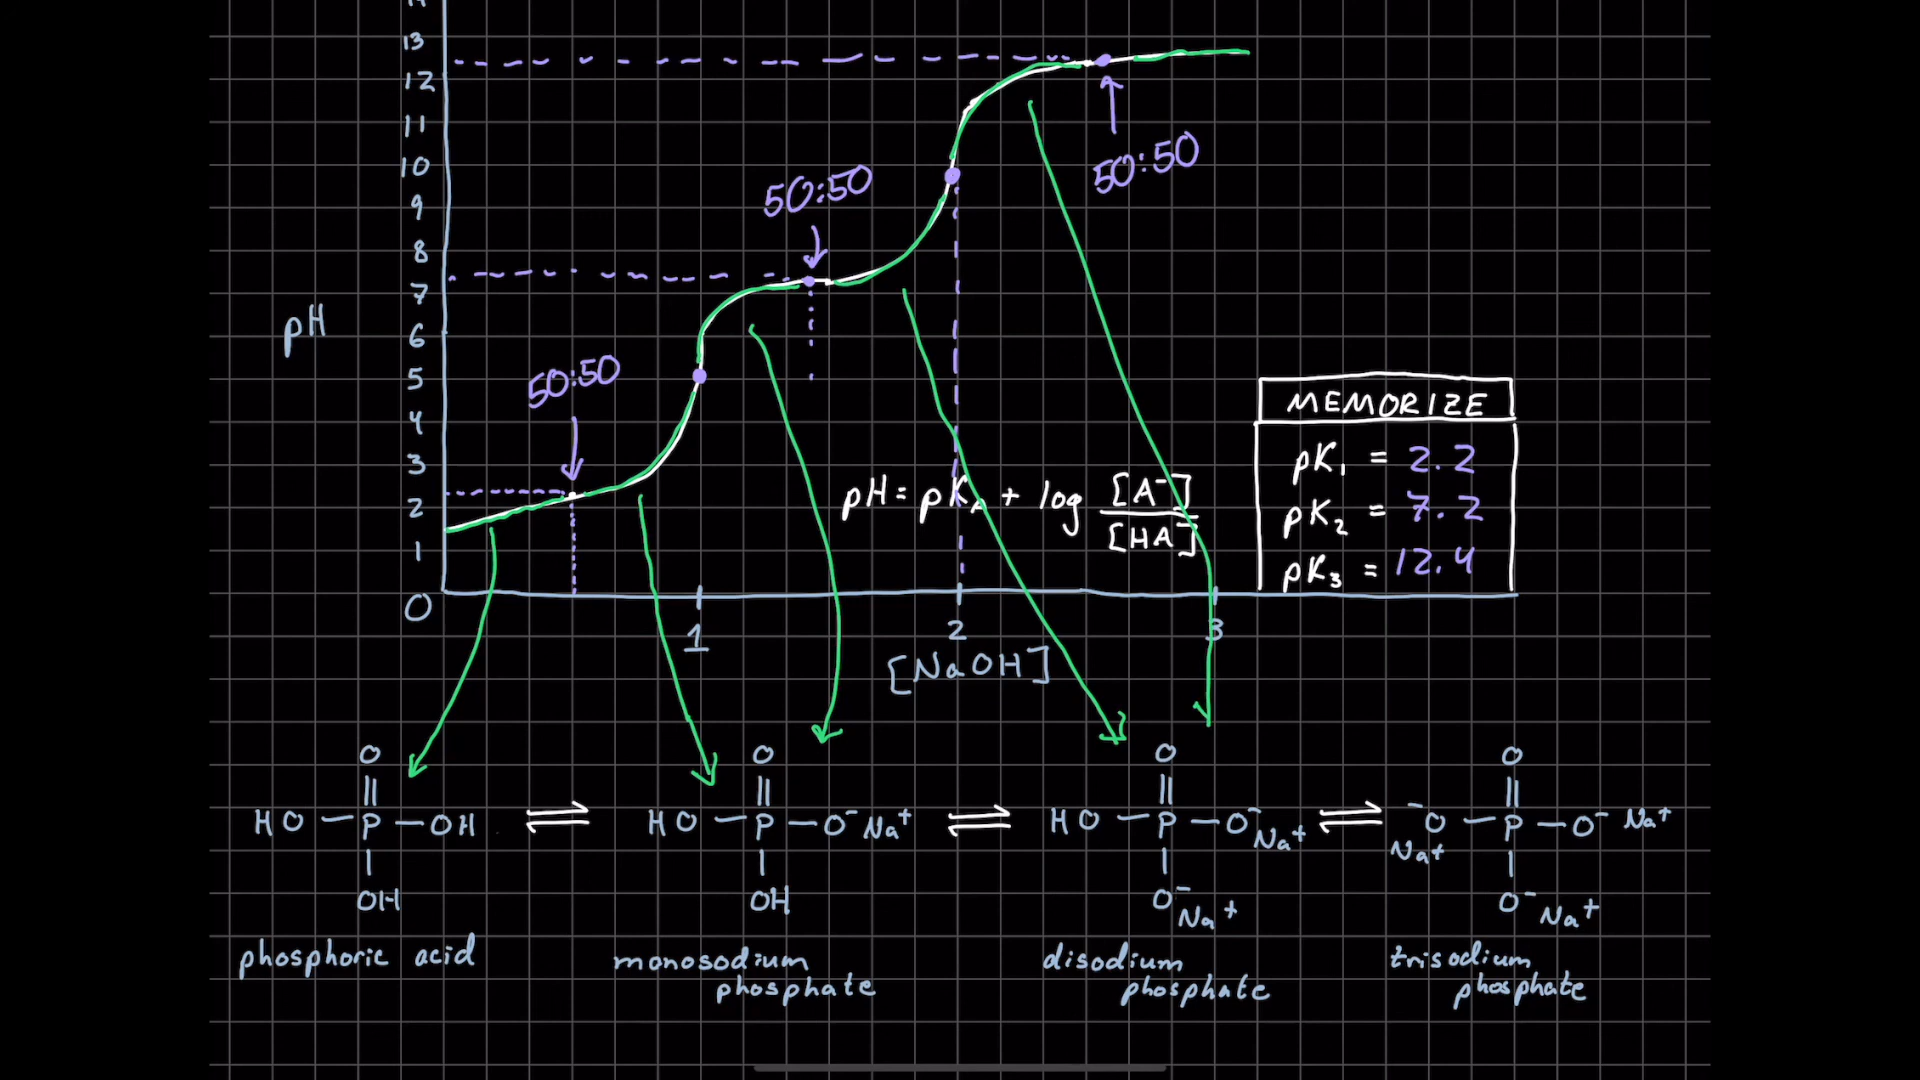 13
12
11
10
9
8
7
6
5
4
3
2
1
0
pH
50:50
50:50
50:50
1
2
3
[NaOH]
pH = pKA + log [A⁻]
[HA]
MEMORIZE
pK₁ = 2.2
pK₂ = 7.2
pK₃ = 12.4
O
HO — P — OH
OH
phosphoric acid
O
HO — P — O⁻ Na⁺
OH
monosodium
phosphate
O
HO — P — O⁻ Na⁺
O⁻ Na⁺
disodium
phosphate
O
Na⁺ ⁻O — P — O⁻ Na⁺
O⁻ Na⁺
trisodium
phosphate